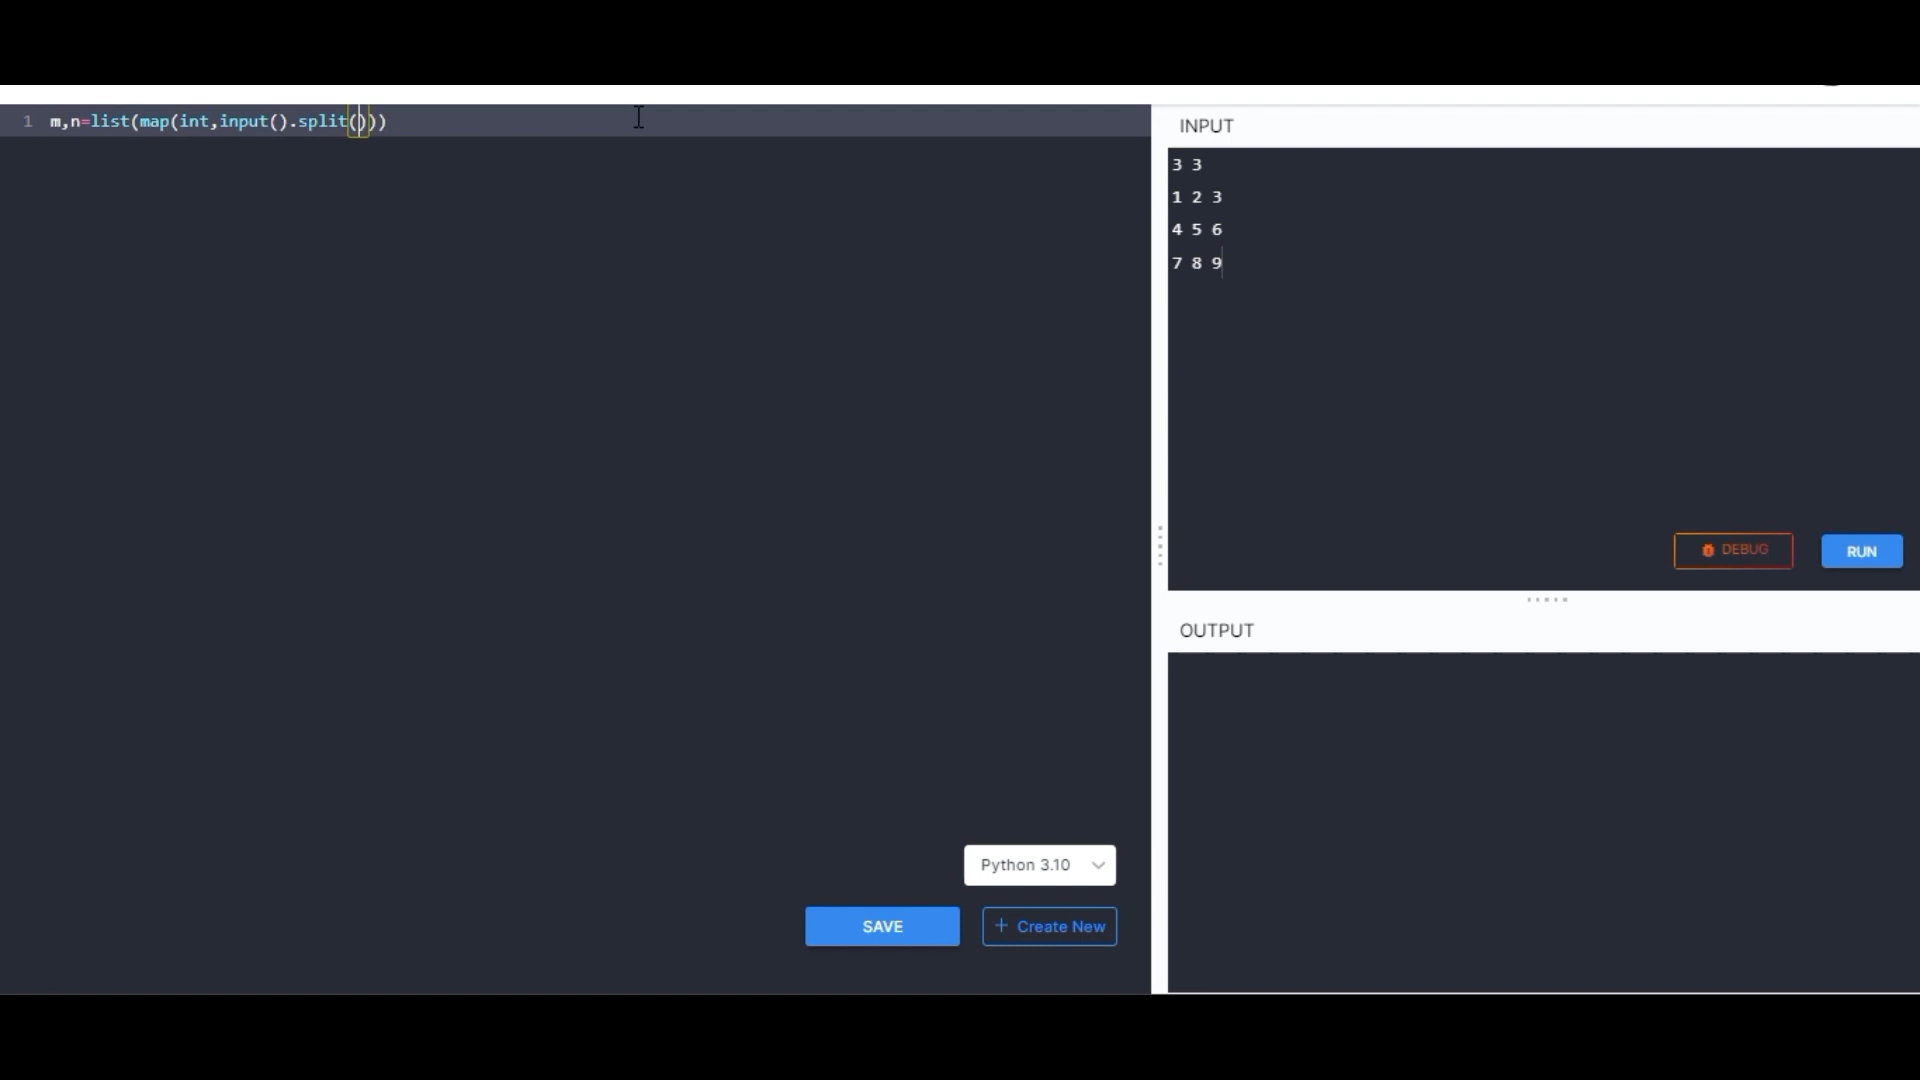 1 m,n=list(map(int,input().split()))
INPUT
3 3
1 2 3
4 5 6
7 8 9
DEBUG
RUN
OUTPUT
Python 3.10
SAVE
+ Create New